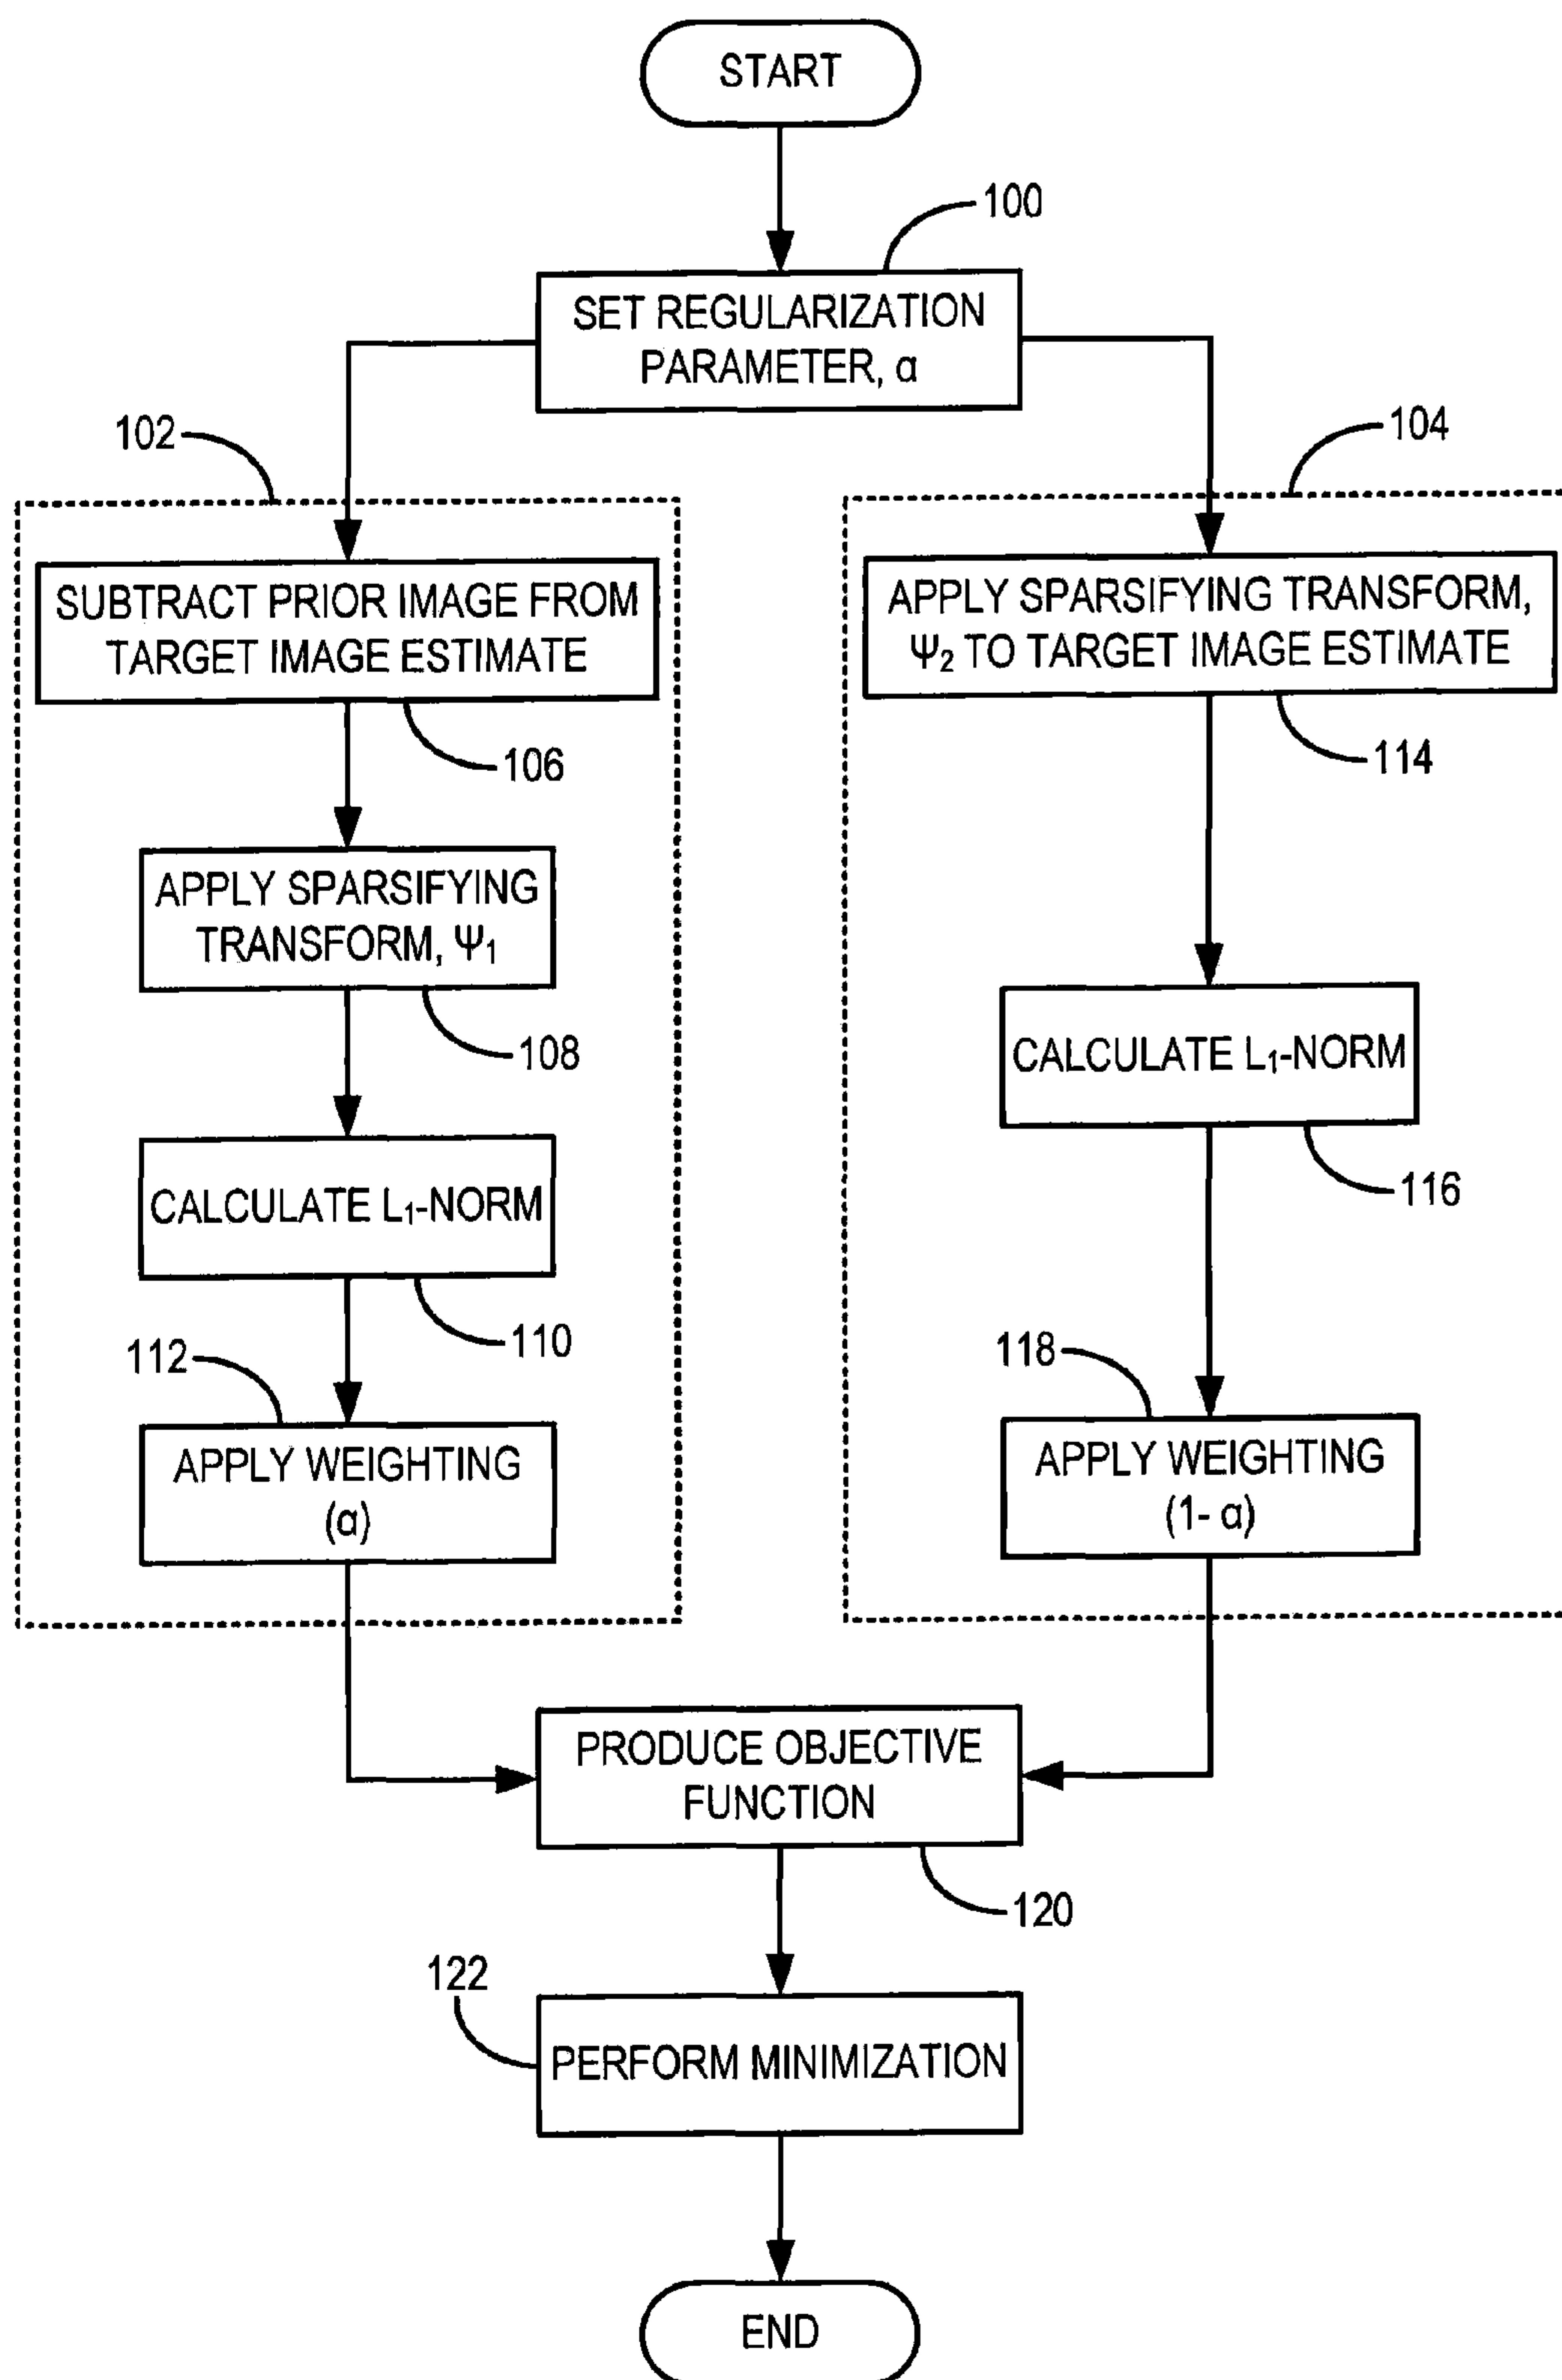 START
100
SET REGULARIZATION
PARAMETER, α
102
104
SUBTRACT PRIOR IMAGE FROM
TARGET IMAGE ESTIMATE
106
APPLY SPARSIFYING TRANSFORM,
Ψ₂ TO TARGET IMAGE ESTIMATE
114
APPLY SPARSIFYING
TRANSFORM, Ψ₁
108
CALCULATE L₁-NORM
116
CALCULATE L₁-NORM
110
112
APPLY WEIGHTING
(α)
118
APPLY WEIGHTING
(1- α)
PRODUCE OBJECTIVE
FUNCTION
120
122
PERFORM MINIMIZATION
END